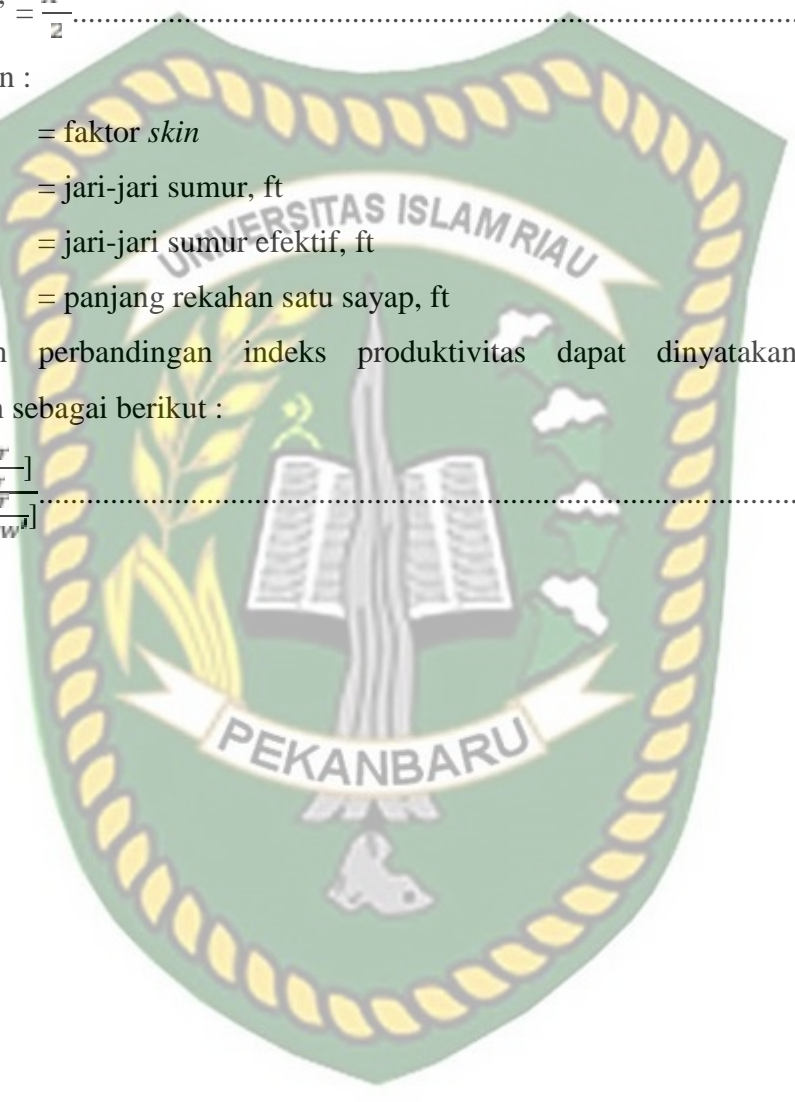 = 2
n :
= faktor skin
= jari-jari sumur, ft
UNIVERSITAS ISLAM RIAU
= jari-jari sumur efektif, ft
= panjang rekahan satu sayap, ft
perbandingan indeks produktivitas dapat dinyatakan
sebagai berikut :
PEKANBARU